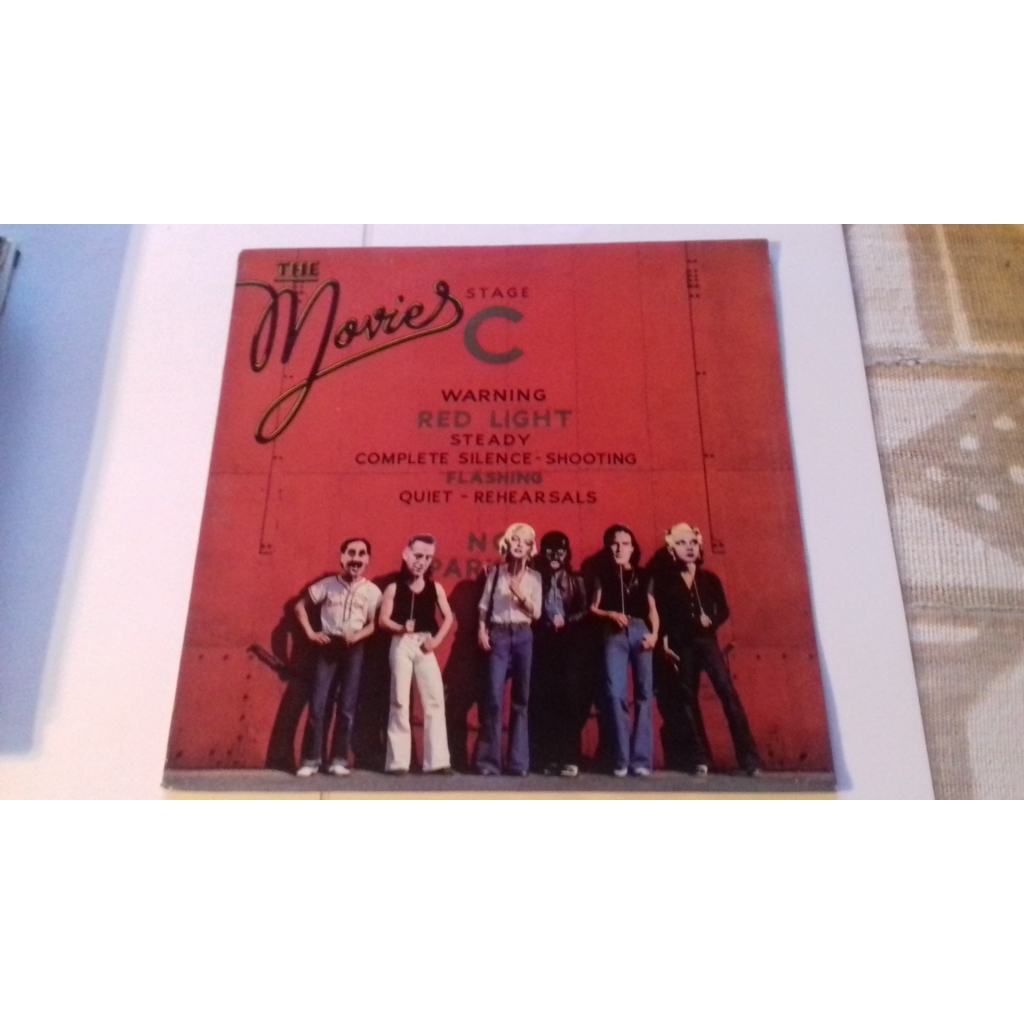 THE
Movies
STAGE
C
WARNING
RED LIGHT
STEADY
COMPLETE SILENCE - SHOOTING
FLASHING
QUIET - REHEARSALS